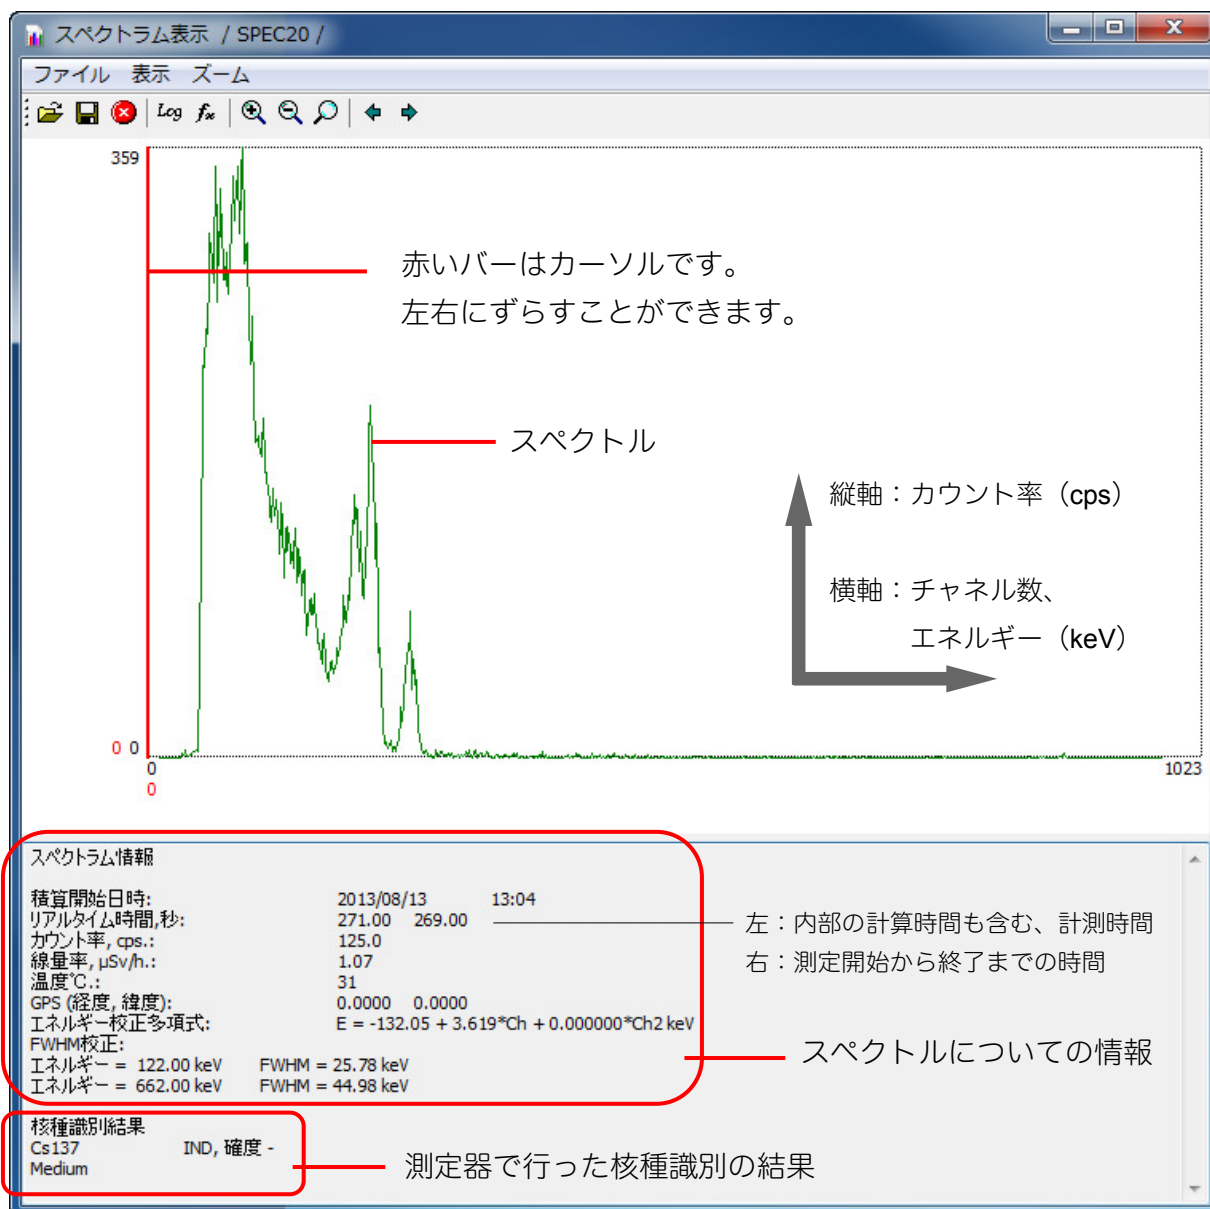 スペクトラム表示 / SPEC20 /
ファイル 表示 ズーム
Log fx
359
赤いバーはカーソルです。
左右にずらすことができます。
スペクトル
縦軸：カウント率（cps）
横軸：チャネル数、
エネルギー（keV）
0 0
0 1023
0
スペクトラム情報
積算開始日時: 2013/08/13 13:04
リアルタイム時間,秒: 271.00 269.00
左：内部の計算時間も含む、計測時間
カウント率, cps.: 125.0
線量率, μSv/h.: 1.07
右：測定開始から終了までの時間
温度℃.: 31
GPS (経度, 緯度): 0.0000 0.0000
エネルギー校正多項式: E = -132.05 + 3.619*Ch + 0.000000*Ch2 keV
FWHM校正:
スペクトルについての情報
エネルギー = 122.00 keV FWHM = 25.78 keV
エネルギー = 662.00 keV FWHM = 44.98 keV
核種識別結果
Cs137 IND, 確度 -
Medium
測定器で行った核種識別の結果